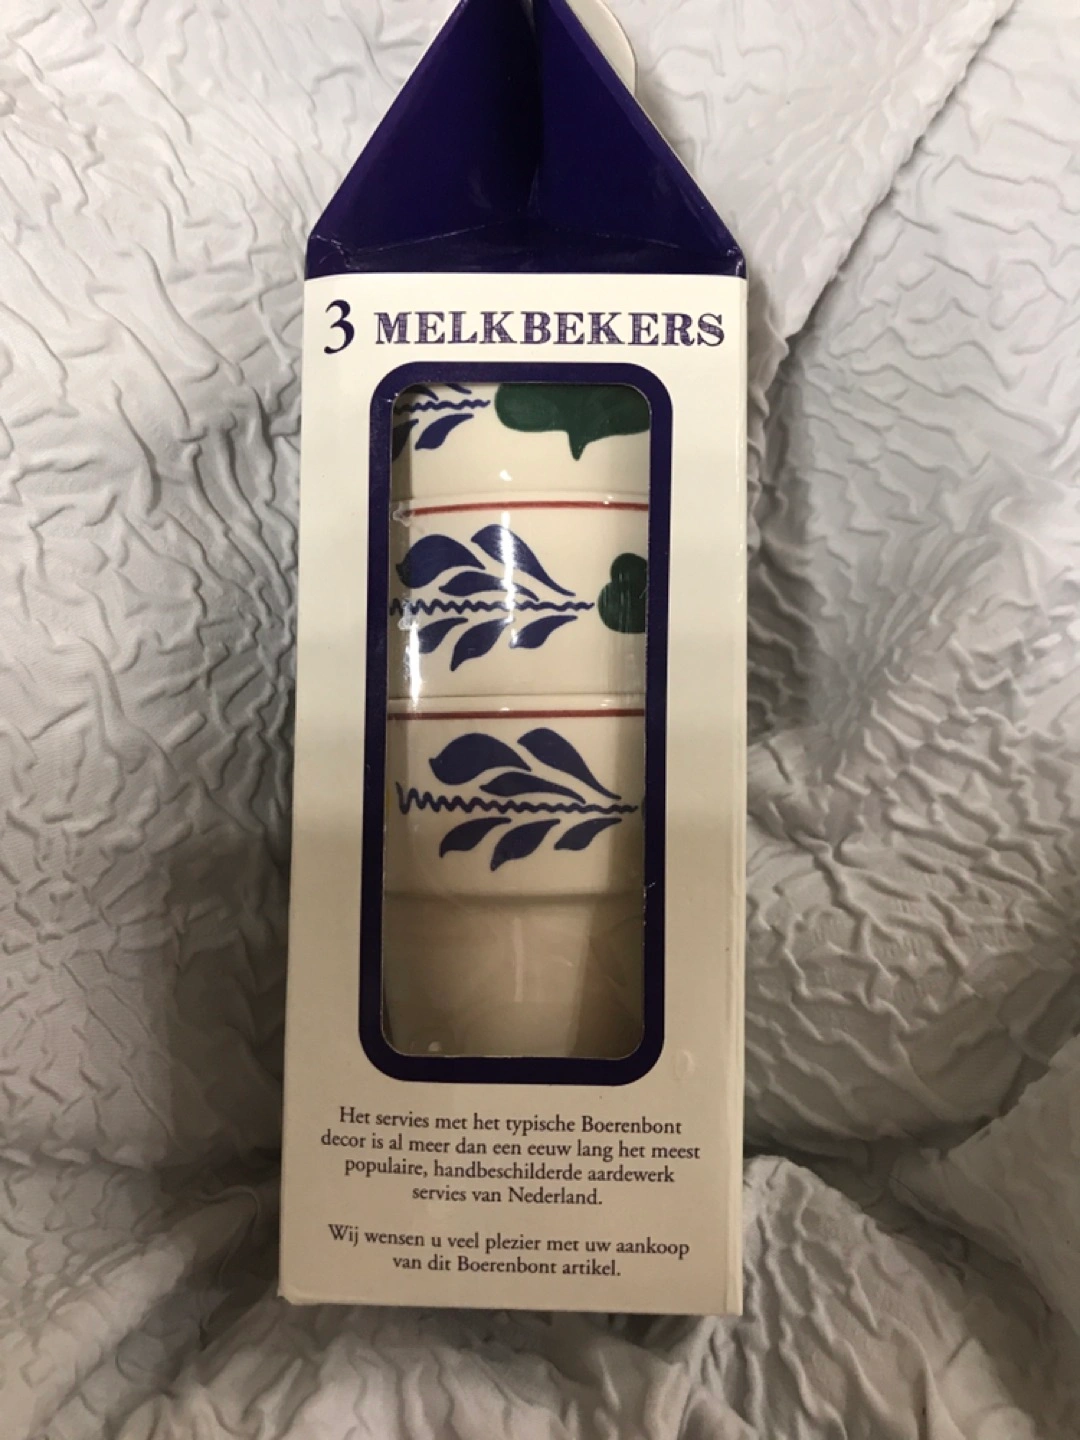 3 MELKBEKERS
Het servies met het typische Boerenbont
decor is al meer dan een eeuw lang het meest
populaire, handbeschilderde aardewerk
servies van Nederland.
Wij wensen u veel plezier met uw aankoop
van dit Boerenbont artikel.